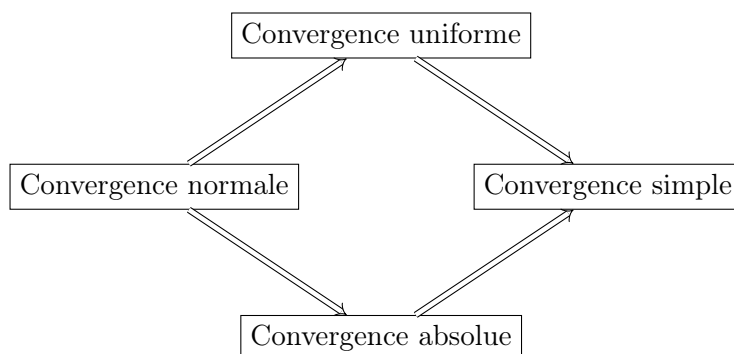 Convergence uniforme
Convergence normale
Convergence simple
Convergence absolue